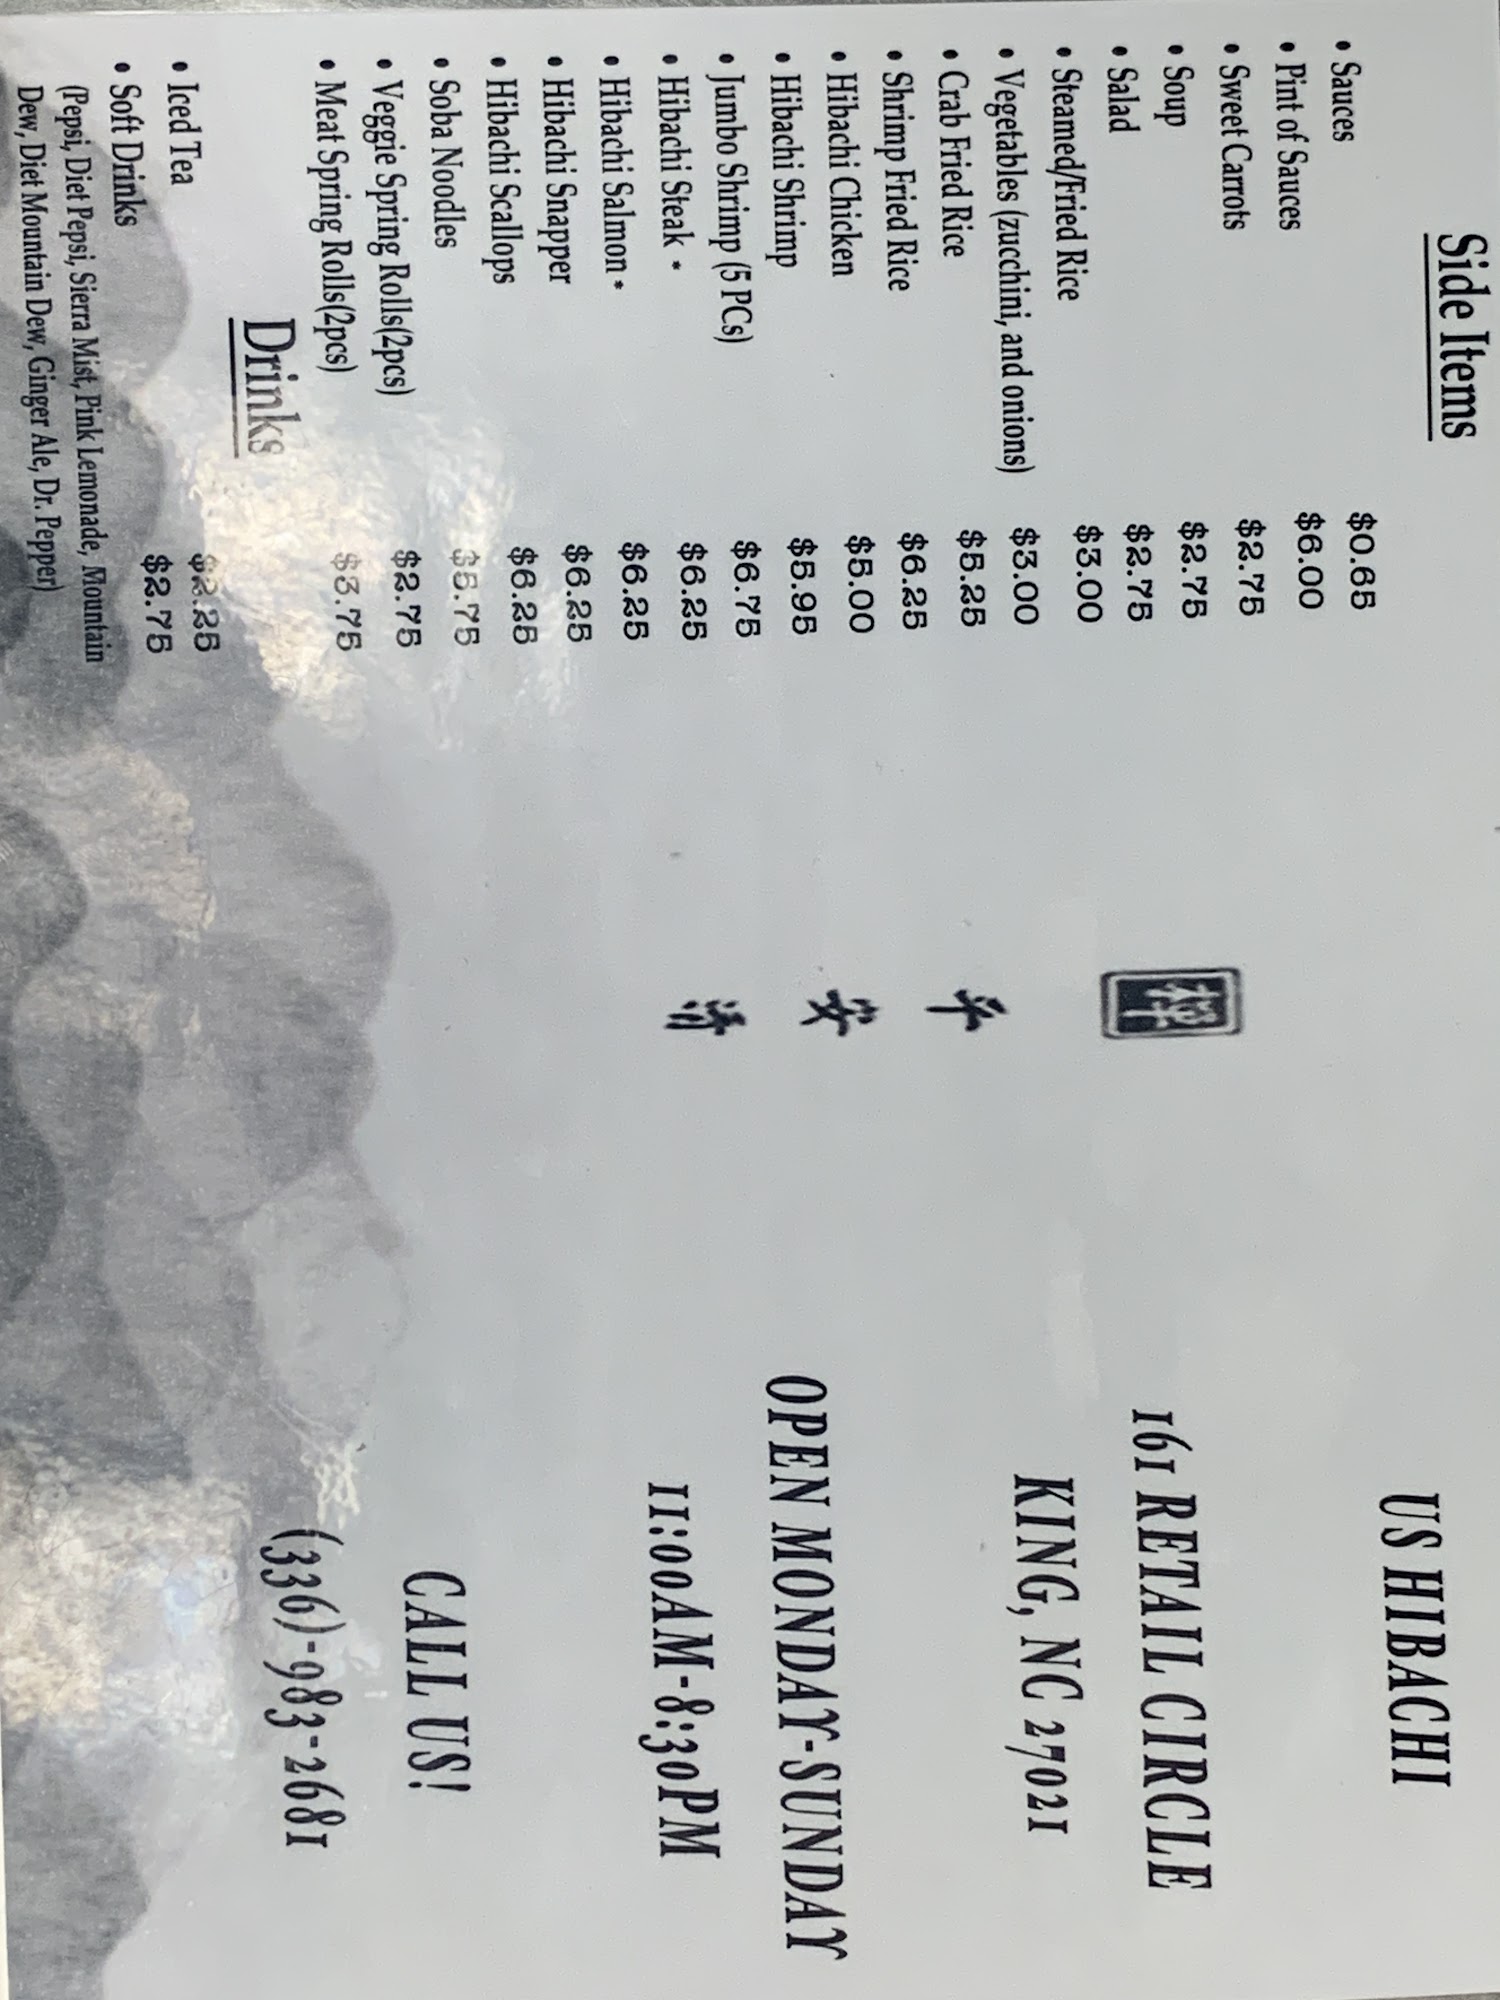 Side Items
• Sauces $0.65
• Pint of Sauces $6.00
• Sweet Carrots $2.75
• Soup $2.75
• Salad $2.75
• Steamed/Fried Rice $3.00
• Vegetables (zucchini, and onions) $3.00
• Crab Fried Rice $5.25
• Shrimp Fried Rice $6.25
• Hibachi Chicken $5.00
• Hibachi Shrimp $5.95
• Jumbo Shrimp (5 PCs) $6.75
• Hibachi Steak * $6.25
• Hibachi Salmon * $6.25
• Hibachi Snapper $6.25
• Hibachi Scallops $6.25
• Soba Noodles $5.75
• Veggie Spring Rolls(2pcs) $2.75
• Meat Spring Rolls(2pcs) $3.75
Drinks
• Iced Tea $2.25
• Soft Drinks $2.75
(Pepsi, Diet Pepsi, Sierra Mist, Pink Lemonade, Mountain
Dew, Diet Mountain Dew, Ginger Ale, Dr. Pepper)
平
安
US HIBACHI
161 RETAIL CIRCLE
KING, NC 27021
OPEN MONDAY-SUNDAY
11:00AM-8:30PM
CALL US!
(336)-983-2681